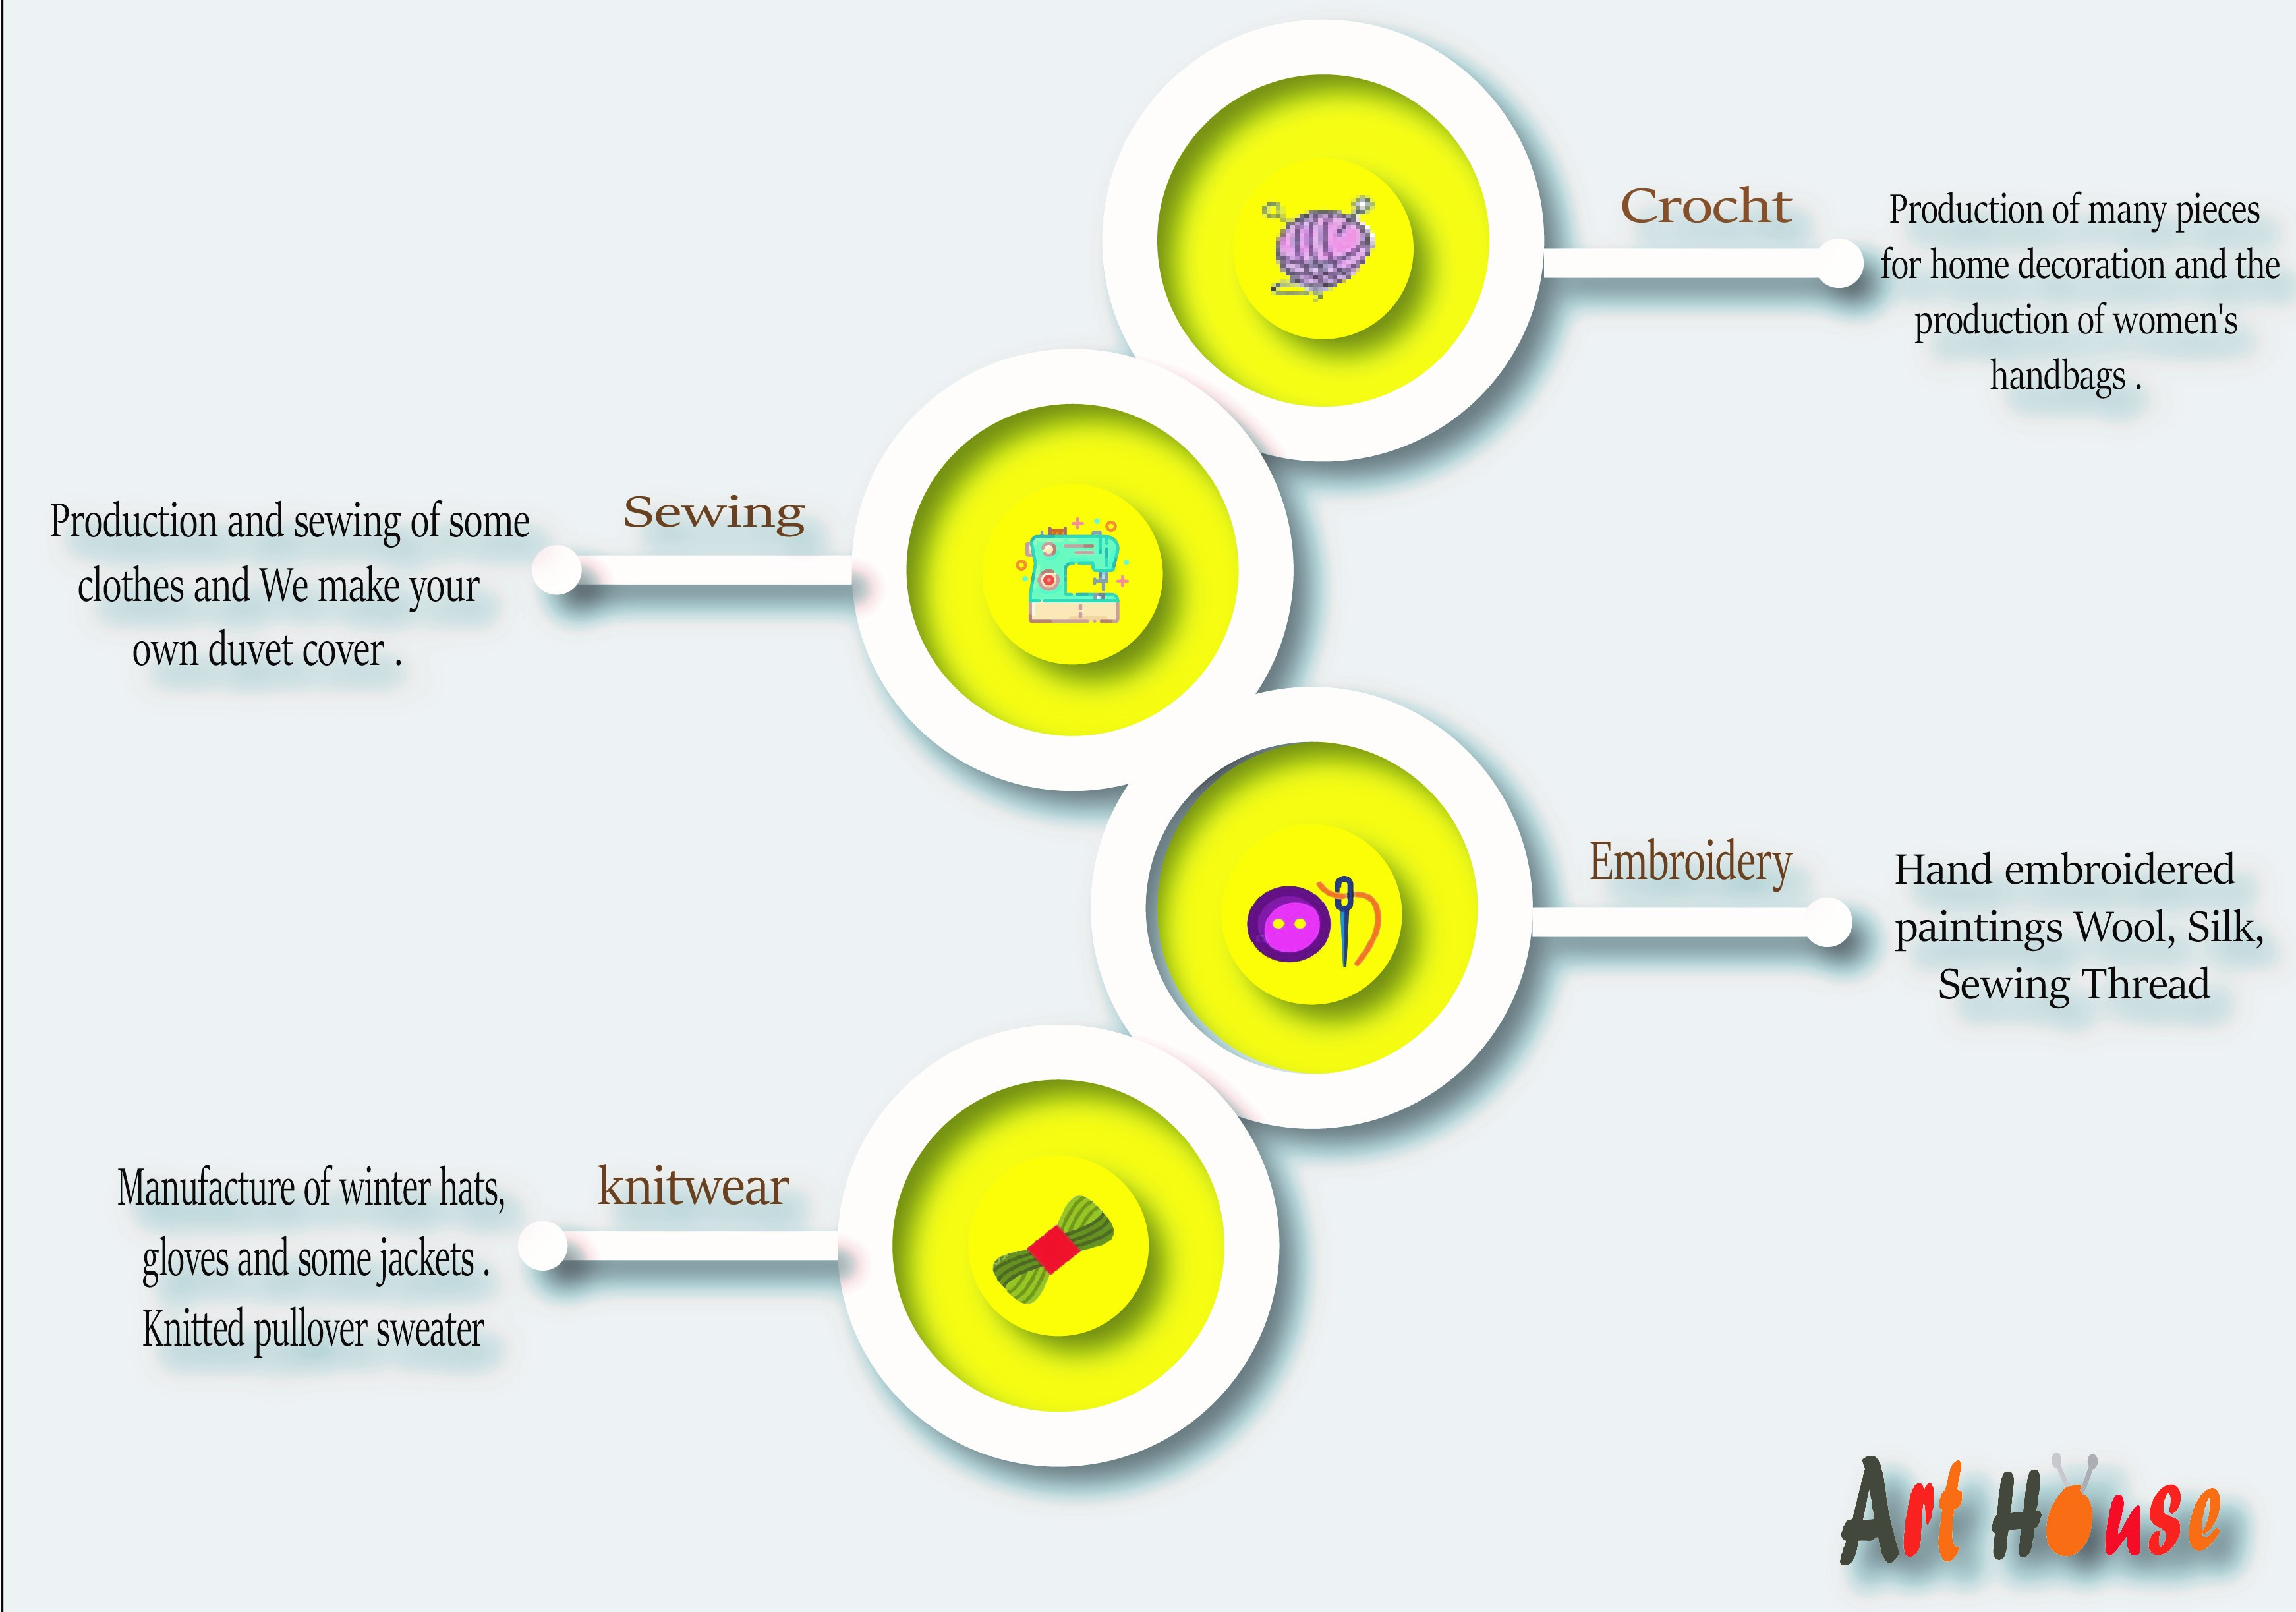 Crocht
Production of many pieces
for home decoration and the
production of women's
handbags .
Sewing
Production and sewing of some
clothes and We make your
own duvet cover .
Embroidery
Hand embroidered
paintings Wool, Silk,
Sewing Thread
knitwear
Manufacture of winter hats,
gloves and some jackets .
Knitted pullover sweater
Art House